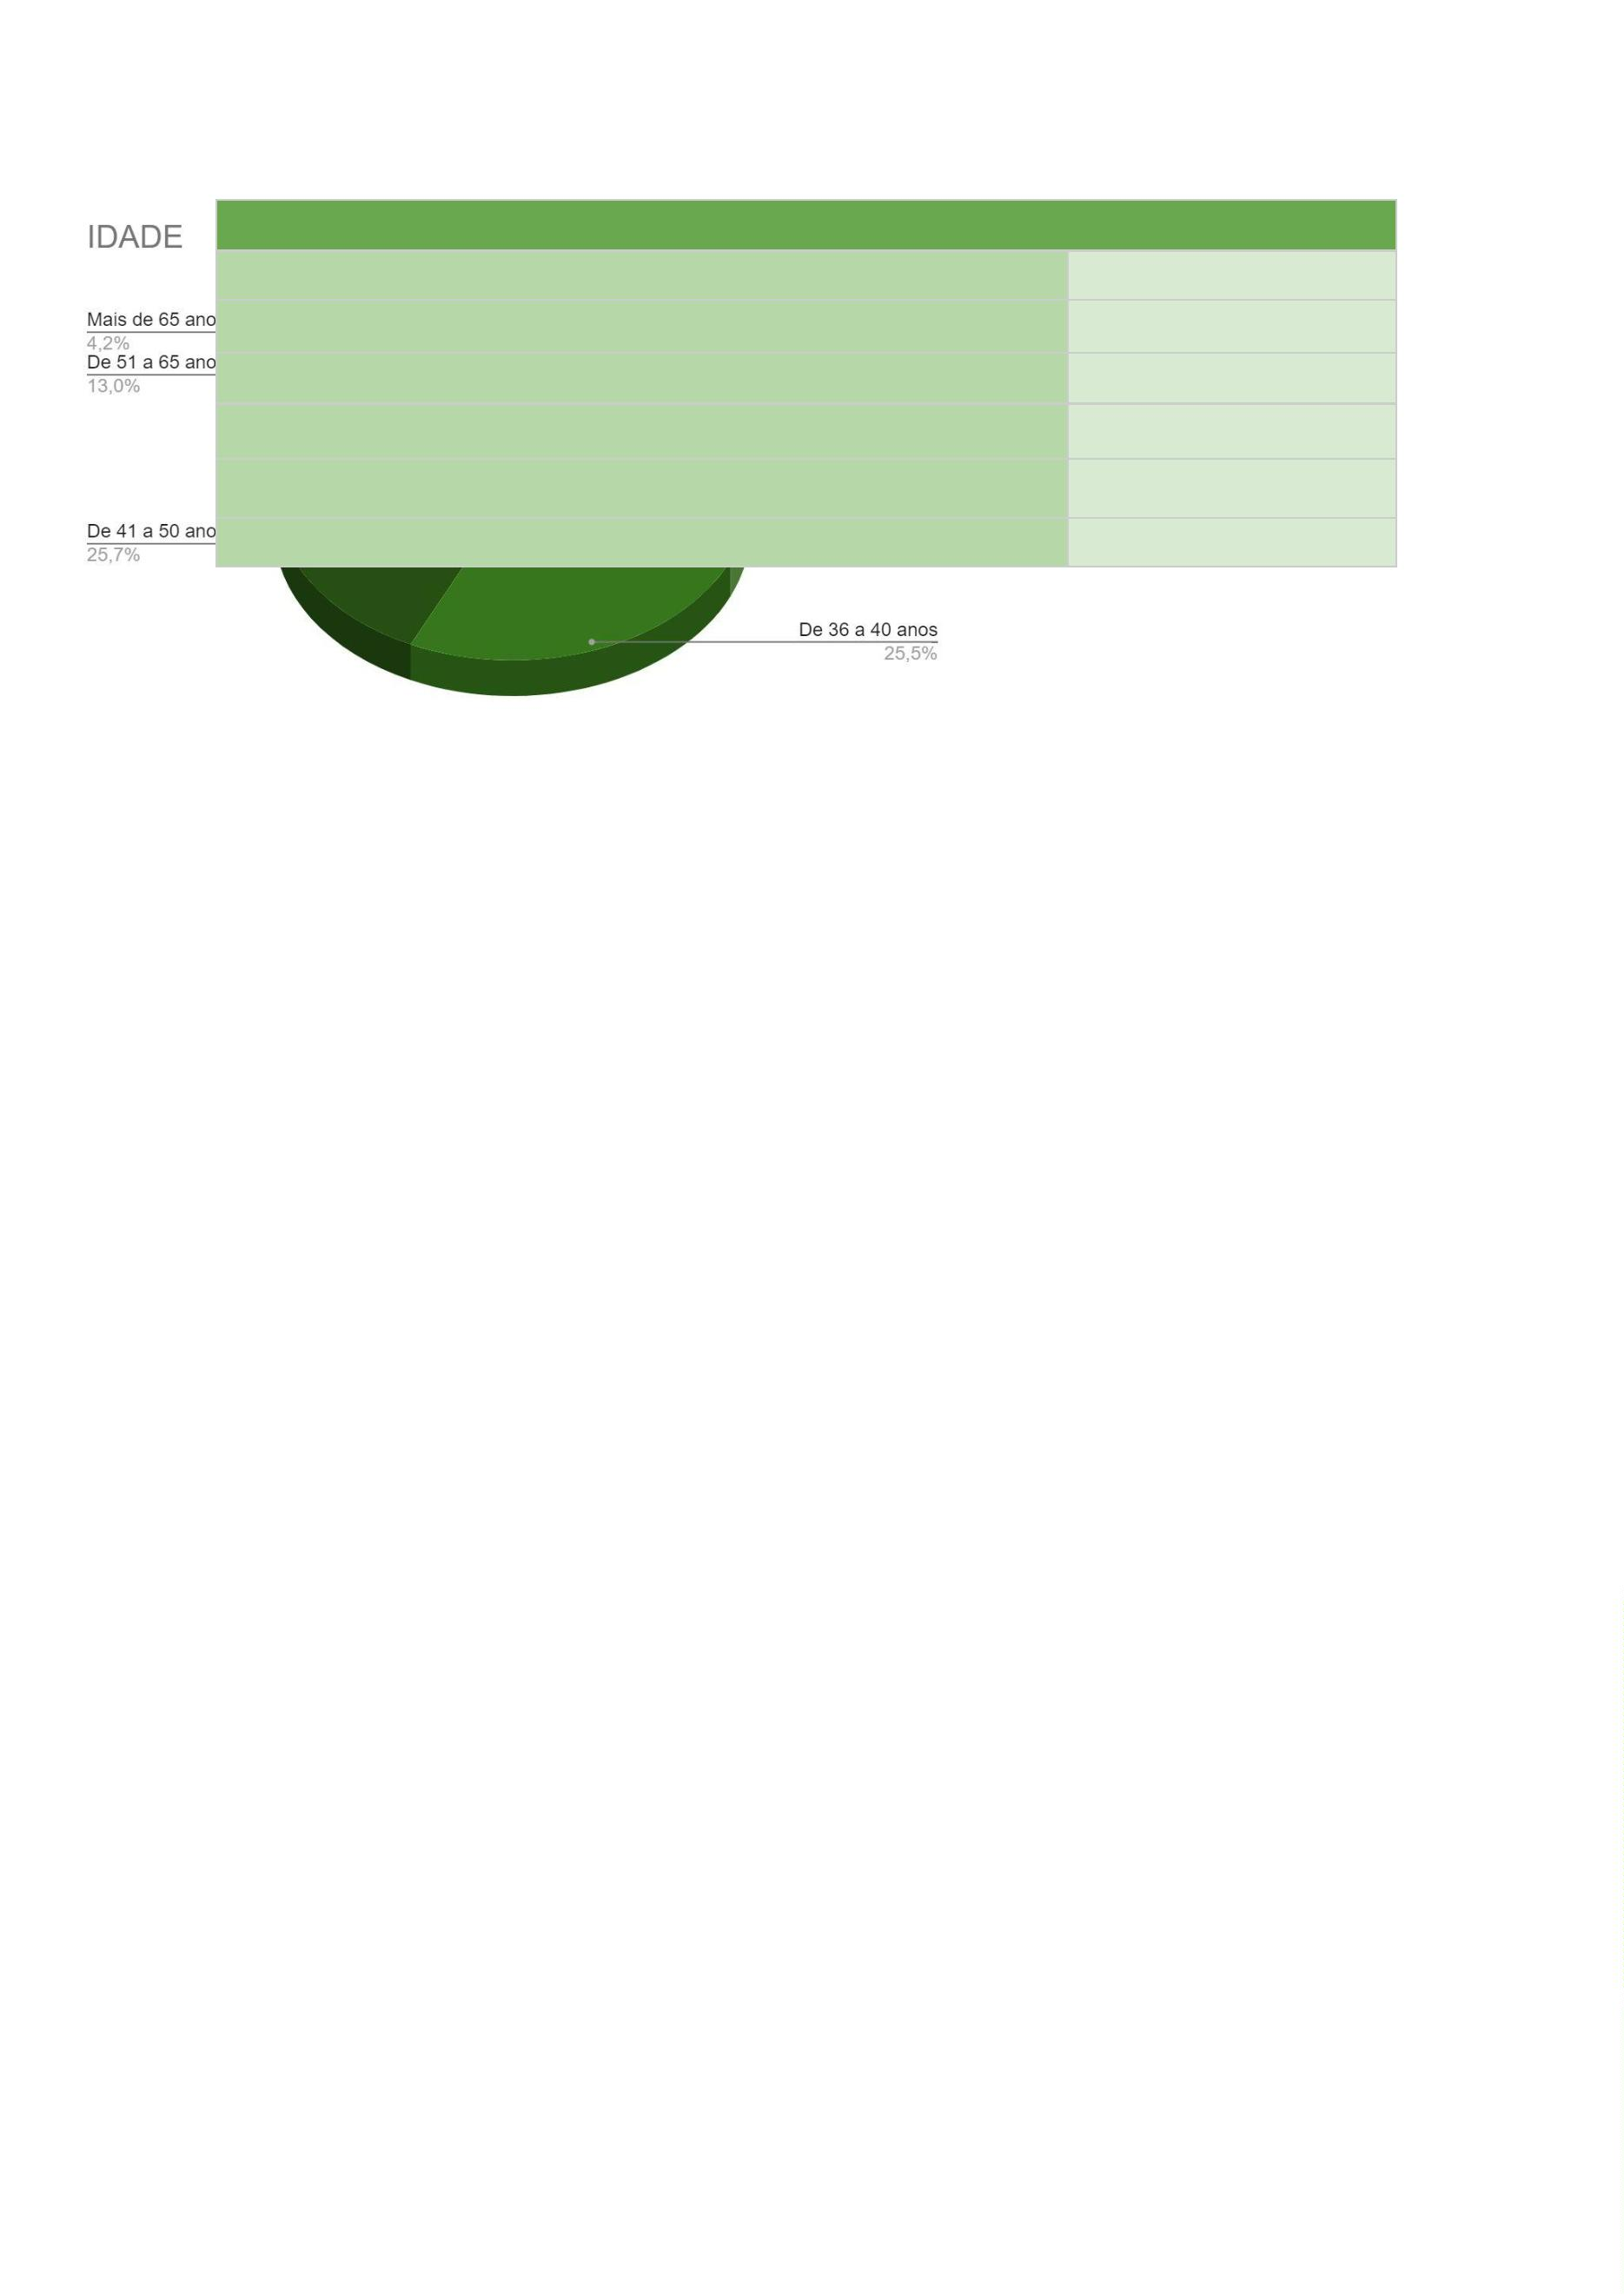 IDADE
Mais de 65 ano
4,2%
De 51 a 65 ano
13,0%
De 41 a 50 ano
25,7%
De 36 a 40 anos
25,5%